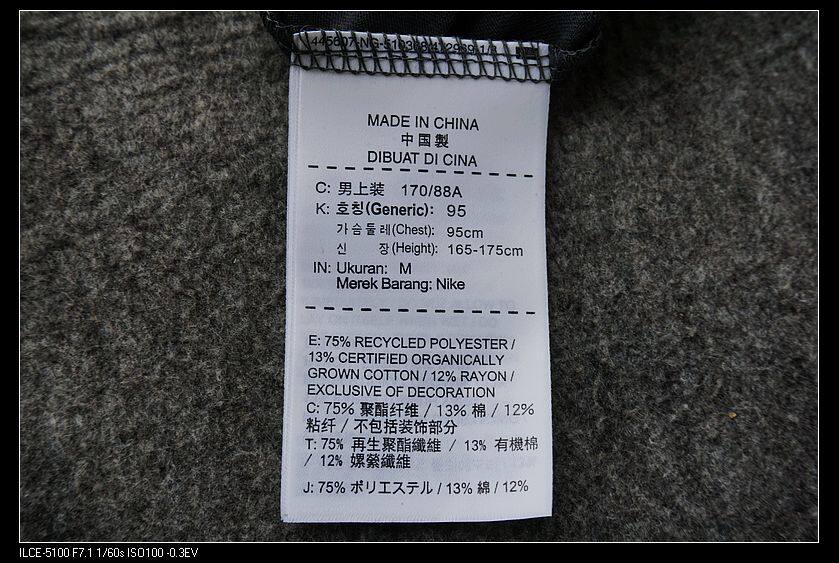 MADE IN CHINA
中国製
DIBUAT DI CINA
C: 男上装 170/88A
K: 호칭(Generic): 95
가슴둘레(Chest): 95cm
신 장(Height): 165-175cm
IN: Ukuran: M
Merek Barang: Nike
E: 75% RECYCLED POLYESTER /
13% CERTIFIED ORGANICALLY
GROWN COTTON / 12% RAYON /
EXCLUSIVE OF DECORATION
C: 75% 聚酯纤维 / 13% 棉 / 12%
粘纤 / 不包括装饰部分
T: 75% 再生聚酯纖維 / 13% 有機棉
/ 12% 嫘縈纖維
J: 75% ポリエステル / 13% 綿 / 12%
ILCE-5100 F7.1 1/60s ISO100 -0.3EV